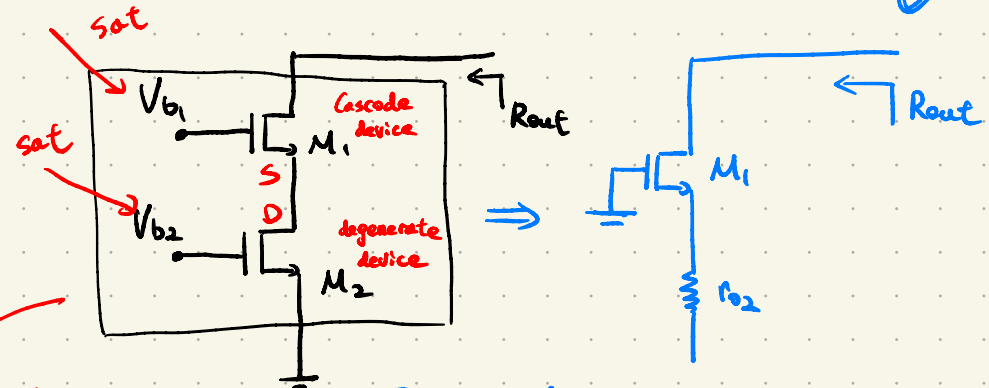 sat
Vb1
Cascode
device
M1
Rout
sat
S
D
Vb2
degenerate
device
M2
⇒
Rout
M1
ro2